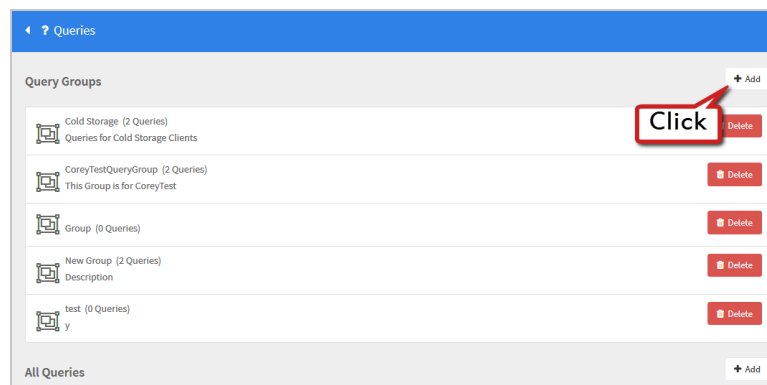 ? Queries
Query Groups
+ Add
Cold Storage (2 Queries)
Queries for Cold Storage Clients
Click
Delete
CoreyTestQueryGroup (2 Queries)
This Group is for CoreyTest
Delete
Group (0 Queries)
Delete
New Group (2 Queries)
Description
Delete
test (0 Queries)
y
Delete
All Queries
+ Add